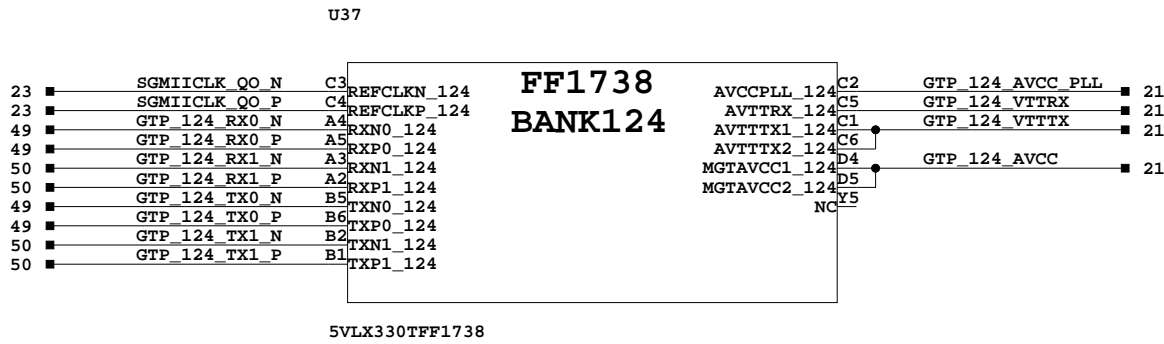 U37
FF1738
BANK124
23 SGMIICLK_QO_N C3 REFCLKN_124
23 SGMIICLK_QO_P C4 REFCLKP_124
49 GTP_124_RX0_N A4 RXN0_124
49 GTP_124_RX0_P A5 RXP0_124
50 GTP_124_RX1_N A3 RXN1_124
50 GTP_124_RX1_P A2 RXP1_124
49 GTP_124_TX0_N B5 TXN0_124
49 GTP_124_TX0_P B6 TXP0_124
50 GTP_124_TX1_N B2 TXN1_124
50 GTP_124_TX1_P B1 TXP1_124
AVCCPLL_124 C2 GTP_124_AVCC_PLL 21
AVTTRX_124 C5 GTP_124_VTTRX 21
AVTTTX1_124 C1 GTP_124_VTTTX 21
AVTTTX2_124 C6
MGTAVCC1_124 D4 GTP_124_AVCC 21
MGTAVCC2_124 D5
NC Y5
5VLX330TFF1738